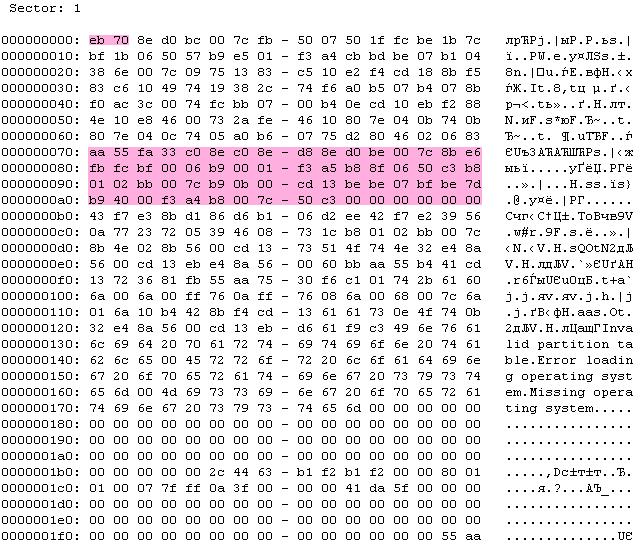 Sector: 1
000000000: eb 70 8e d0 bc 00 7c fb - 50 07 50 1f fc be 1b 7c лpЋРј.|ыP.P.ьѕ.|
000000010: bf 1b 06 50 57 b9 e5 01 - f3 a4 cb bd be 07 b1 04 ї..PW.е.у¤ЛЅѕ.±.
000000020: 38 6e 00 7c 09 75 13 83 - c5 10 e2 f4 cd 18 8b f5 8n.|□u.ѓЕ.вфН.‹х
000000030: 83 c6 10 49 74 19 38 2c - 74 f6 a0 b5 07 b4 07 8b ѓЖ.It.8,tц µ.ґ.‹
000000040: f0 ac 3c 00 74 fc bb 07 - 00 b4 0e cd 10 eb f2 88 р¬<.tь»..ґ.Н.лт.
000000050: 4e 10 e8 46 00 73 2a fe - 46 10 80 7e 04 0b 74 0b N.иF.s*юF.Ђ~..t.
000000060: 80 7e 04 0c 74 05 a0 b6 - 07 75 d2 80 46 02 06 83 Ђ~..t. ¶.uТЂF..ѓ
000000070: aa 55 fa 33 c0 8e c0 8e - d8 8e d0 be 00 7c 8b e6 ЄUъ3АЋАЋШЋРѕ.|‹ж
000000080: fb fc bf 00 06 b9 00 01 - f3 a5 b8 8f 06 50 c3 b8 ыьї.....уҐёЏ.PГё
000000090: 01 02 bb 00 7c b9 0b 00 - cd 13 be be 07 bf be 7d ..».|...Н.ѕѕ.їѕ}
0000000a0: b9 40 00 f3 a4 b8 00 7c - 50 c3 00 00 00 00 00 00 .@.у¤ё.|PГ......
0000000b0: 43 f7 e3 8b d1 86 d6 b1 - 06 d2 ee 42 f7 e2 39 56 Cчг‹С†Ц±.ТоBчв9V
0000000c0: 0a 77 23 72 05 39 46 08 - 73 1c b8 01 02 bb 00 7c .w#r.9F.s.ё..».|
0000000d0: 8b 4e 02 8b 56 00 cd 13 - 73 51 4f 74 4e 32 e4 8a ‹N.‹V.Н.sQOtN2дЉ
0000000e0: 56 00 cd 13 eb e4 8a 56 - 00 60 bb aa 55 b4 41 cd V.Н.лдЉV.`»ЄUґAН
0000000f0: 13 72 36 81 fb 55 aa 75 - 30 f6 c1 01 74 2b 61 60 .r6ЃыUЄu0цБ.t+a`
000000100: 6a 00 6a 00 ff 76 0a ff - 76 08 6a 00 68 00 7c 6a j.j.яv.яv.j.h.|j
000000110: 01 6a 10 b4 42 8b f4 cd - 13 61 61 73 0e 4f 74 0b .j.ґB‹фН.aas.Ot.
000000120: 32 e4 8a 56 00 cd 13 eb - d6 61 f9 c3 49 6e 76 61 2дЉV.Н.лЦaщГInva
000000130: 6c 69 64 20 70 61 72 74 - 69 74 69 6f 6e 20 74 61 lid partition ta
000000140: 62 6c 65 00 45 72 72 6f - 72 20 6c 6f 61 64 69 6e ble.Error loadin
000000150: 67 20 6f 70 65 72 61 74 - 69 6e 67 20 73 79 73 74 g operating syst
000000160: 65 6d 00 4d 69 73 73 69 - 6e 67 20 6f 70 65 72 61 em.Missing opera
000000170: 74 69 6e 67 20 73 79 73 - 74 65 6d 00 00 00 00 00 ting system.....
000000180: 00 00 00 00 00 00 00 00 - 00 00 00 00 00 00 00 00 ................
000000190: 00 00 00 00 00 00 00 00 - 00 00 00 00 00 00 00 00 ................
0000001a0: 00 00 00 00 00 00 00 00 - 00 00 00 00 00 00 00 00 ................
0000001b0: 00 00 00 00 00 2c 44 63 - b1 f2 b1 f2 00 00 80 01 .....,Dc±т±т..Ђ.
0000001c0: 01 00 07 7f ff 0a 3f 00 - 00 00 41 da 5f 00 00 00 ....я.?...AЪ_...
0000001d0: 00 00 00 00 00 00 00 00 - 00 00 00 00 00 00 00 00 ................
0000001e0: 00 00 00 00 00 00 00 00 - 00 00 00 00 00 00 00 00 ................
0000001f0: 00 00 00 00 00 00 00 00 - 00 00 00 00 00 00 55 aa ..............UЄ